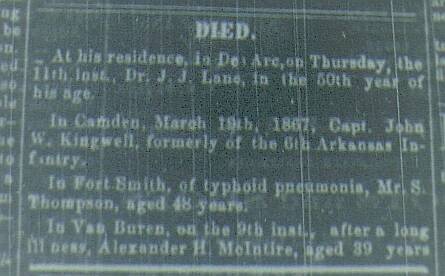 DIED.
At his residence, in Des Arc, on Thursday, the
11th inst., Dr. J. J. Lane, in the 50th year of
his age.
In Camden, March 19th, 1867, Capt. John
W. Kingwell, formerly of the 6th Arkansas In-
fantry.
In Fort Smith, of typhoid pneumonia, Mr. S.
Thompson, aged 48 years.
In Van Buren, on the 9th inst., after a long
illness, Alexander H. McIntire, aged 39 years